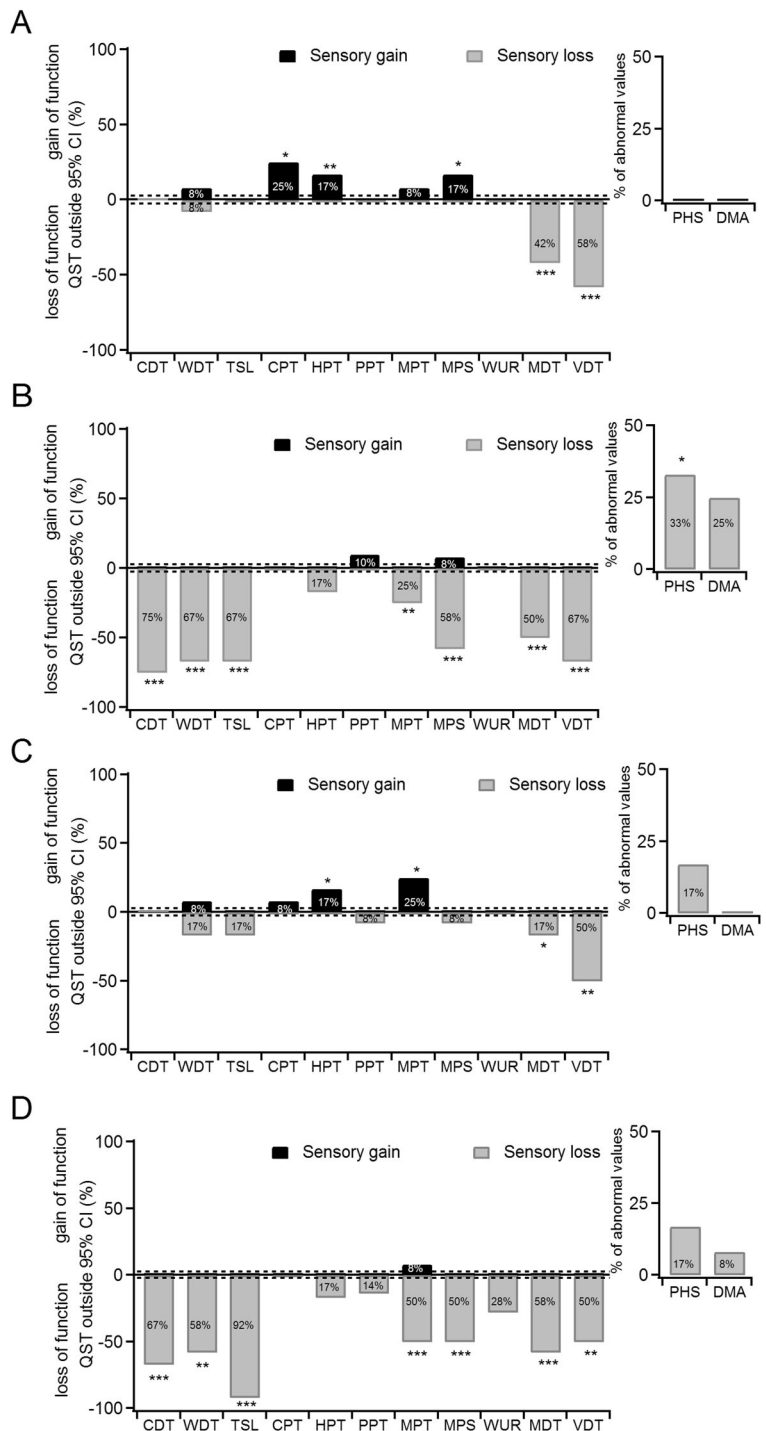 A
100
50
0
-50
-100
gain of function
loss of function
QST outside 95% CI (%)
Sensory gain
Sensory loss
8%
8%
25%
*
17%
**
8%
17%
*
42%
***
58%
***
CDT WDT TSL CPT HPT PPT MPT MPS WUR MDT VDT
% of abnormal values
50
25
0
PHS DMA
B
100
50
0
-50
-100
gain of function
loss of function
QST outside 95% CI (%)
Sensory gain
Sensory loss
75%
***
67%
***
67%
***
17%
10%
25%
**
8%
58%
***
50%
***
67%
***
CDT WDT TSL CPT HPT PPT MPT MPS WUR MDT VDT
% of abnormal values
50
25
0
*
33%
25%
PHS DMA
C
100
50
0
-50
-100
gain of function
loss of function
QST outside 95% CI (%)
Sensory gain
Sensory loss
8%
17%
17%
8%
*
17%
8%
*
25%
8%
17%
*
50%
**
CDT WDT TSL CPT HPT PPT MPT MPS WUR MDT VDT
% of abnormal values
50
25
0
17%
PHS DMA
D
100
50
0
-50
-100
gain of function
loss of function
QST outside 95% CI (%)
Sensory gain
Sensory loss
67%
***
58%
**
92%
***
17%
14%
8%
50%
***
50%
***
28%
58%
***
50%
**
CDT WDT TSL CPT HPT PPT MPT MPS WUR MDT VDT
% of abnormal values
50
25
0
17%
8%
PHS DMA